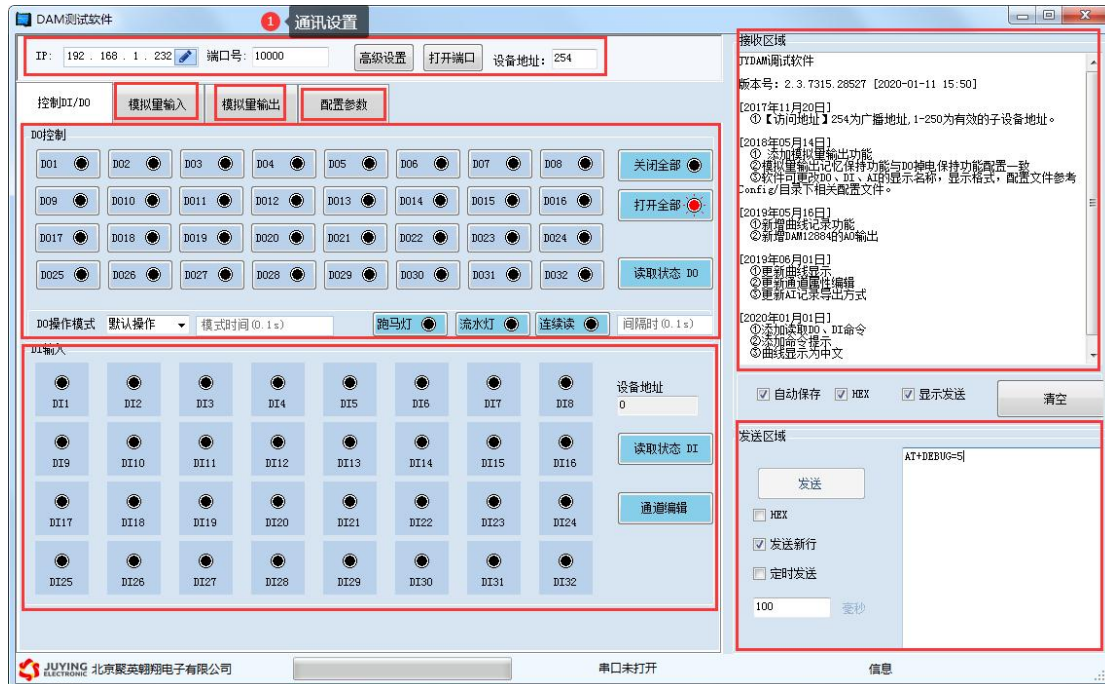 DAM测试软件
1 通讯设置
IP: 192 . 168 . 1 . 232 端口号: 10000 高级设置 打开端口 设备地址: 254
控制DI/DO 模拟量输入 模拟量输出 配置参数
DO控制
DO1 DO2 DO3 DO4 DO5 DO6 DO7 DO8 关闭全部
DO9 DO10 DO11 DO12 DO13 DO14 DO15 DO16 打开全部
DO17 DO18 DO19 DO20 DO21 DO22 DO23 DO24
DO25 DO26 DO27 DO28 DO29 DO30 DO31 DO32 读取状态 DO
DO操作模式 默认操作 模式时间(0.1s) 跑马灯 流水灯 连续读 间隔时(0.1s)
DI输入
DI1 DI2 DI3 DI4 DI5 DI6 DI7 DI8
设备地址
0
DI9 DI10 DI11 DI12 DI13 DI14 DI15 DI16 读取状态 DI
DI17 DI18 DI19 DI20 DI21 DI22 DI23 DI24 通道编辑
DI25 DI26 DI27 DI28 DI29 DI30 DI31 DI32
接收区域
JYDAM调试软件
版本号: 2.3.7315.28527 [2020-01-11 15:50]
[2017年11月20日]
①【访问地址】254为广播地址,1-250为有效的子设备地址。
[2018年05月14日]
① 添加模拟量输出功能
②模拟量输出记忆保持功能与DO掉电保持功能配置一致
③软件可更改DO、DI、AI的显示名称，显示格式，配置文件参考
Config/目录下相关配置文件。
[2019年05月16日]
①新增曲线记录功能
②新增DAM12884的AO输出
[2019年06月01日]
①更新曲线显示
②更新通道属性编辑
③更新AI记录导出方式
[2020年01月01日]
①添加读取DO、DI命令
②添加命令提示
③曲线显示为中文
自动保存 HEX 显示发送 清空
发送区域
AT+DEBUG=5
发送
HEX
发送新行
定时发送
100 毫秒
JUYING ELECTRONIC 北京聚英翱翔电子有限公司 串口未打开 信息